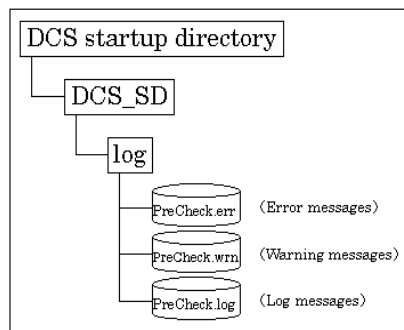 DCS startup directory
DCS_SD
log
PreCheck.err (Error messages)
PreCheck.wrn (Warning messages)
PreCheck.log (Log messages)